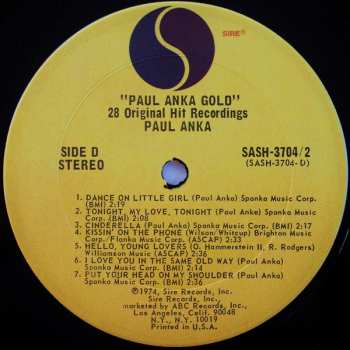 SIRE®
"PAUL ANKA GOLD"
28 Original Hit Recordings
PAUL ANKA
SIDE D
STEREO
SASH-3704/2
(SASH-3704-D)
1. DANCE ON LITTLE GIRL (Paul Anka) Spanka Music Corp.
(BMI) 2:19
2. TONIGHT, MY LOVE, TONIGHT (Paul Anka) Spanka Music
Corp. (BMI) 2:08
3. CINDERELLA (Paul Anka) Spanka Music Corp. (BMI) 2:17
4. KISSIN' ON THE PHONE (Wilson/Whitcup) Brighton Music
Corp./Flanka Music Corp. (ASCAP) 2:33
5. HELLO, YOUNG LOVERS (O. Hammerstein II, R. Rodgers)
Williamson Music (ASCAP) 2:36
6. I LOVE YOU IN THE SAME OLD WAY (Paul Anka) Spanka
Music Corp. (BMI) 2:14
7. PUT YOUR HEAD ON MY SHOULDER (Paul Anka) Spanka
Music Corp. (BMI) 2:36
℗1974, Sire Records, Inc.,
Sire Records, Inc.,
marketed by ABC Records, Inc.,
Los Angeles, Calif. 90048
N.Y., N.Y. 10019
Printed in U.S.A.